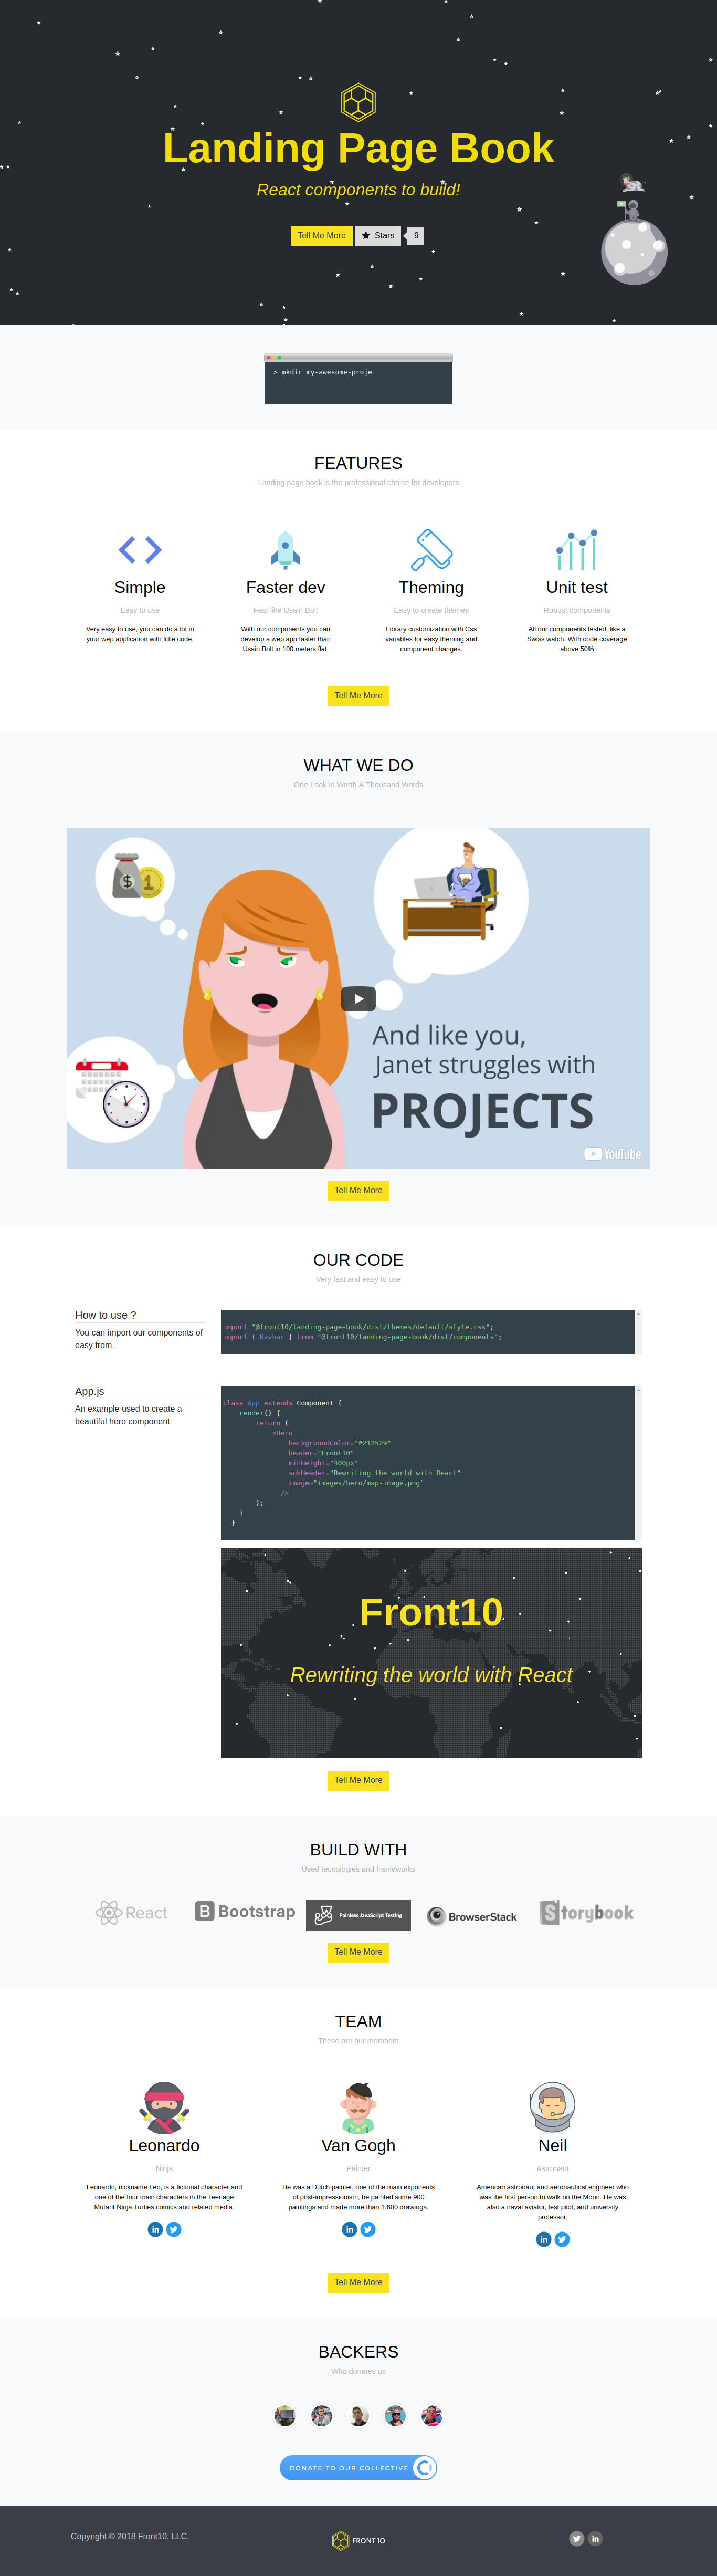 Landing Page Book
React components to build!
Tell Me More
Stars
9
> mkdir my-awesome-proje
FEATURES
Landing page book is the professional choice for developers
Simple
Easy to use
Very easy to use, you can do a lot in
your wep application with little code.
Faster dev
Fast like Usain Bolt
With our components you can
develop a wep app faster than
Usain Bolt in 100 meters flat.
Theming
Easy to create themes
Library customization with Css
variables for easy theming and
component changes.
Unit test
Robust components
All our components tested, like a
Swiss watch. With code coverage
above 50%
Tell Me More
WHAT WE DO
One Look Is Worth A Thousand Words
$
1
And like you,
Janet struggles with
PROJECTS
YouTube
Tell Me More
OUR CODE
Very fast and easy to use
How to use ?
You can import our components of
easy from.
import "@front10/landing-page-book/dist/themes/default/style.css";
import { Navbar } from "@front10/landing-page-book/dist/components";
App.js
An example used to create a
beautiful hero component
class App extends Component {
render() {
return (
<Hero
backgroundColor="#212529"
header="Front10"
minHeight="400px"
subHeader="Rewriting the world with React"
image="images/hero/map-image.png"
/>
);
}
}
Front10
Rewriting the world with React
Tell Me More
BUILD WITH
Used tecnologies and frameworks
React
B Bootstrap
Painless JavaScript Testing
BrowserStack
Storybook
Tell Me More
TEAM
These are our members
Leonardo
Ninja
Leonardo, nickname Leo, is a fictional character and
one of the four main characters in the Teenage
Mutant Ninja Turtles comics and related media.
in
Van Gogh
Painter
He was a Dutch painter, one of the main exponents
of post-impressionism, he painted some 900
paintings and made more than 1,600 drawings.
in
Neil
Astronaut
American astronaut and aeronautical engineer who
was the first person to walk on the Moon. He was
also a naval aviator, test pilot, and university
professor.
in
Tell Me More
BACKERS
Who donates us
DONATE TO OUR COLLECTIVE
Copyright © 2018 Front10, LLC.
FRONT 10
in